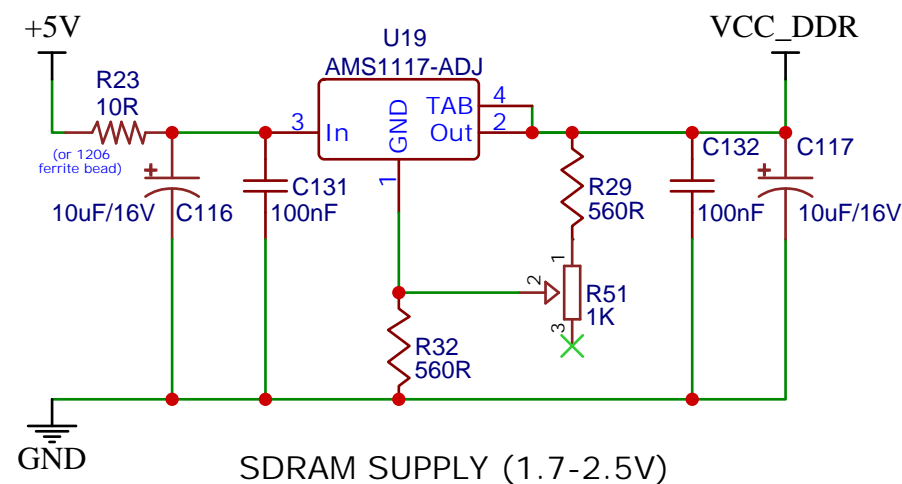 +5V
VCC_DDR
U19
AMS1117-ADJ
R23
10R
(or 1206
ferrite bead)
3
In
GND
TAB
4
Out
2
1
+
10uF/16V
C116
C131
100nF
R29
560R
C132
100nF
C117
+
10uF/16V
1
2
R51
1K
3
R32
560R
GND
SDRAM SUPPLY (1.7-2.5V)